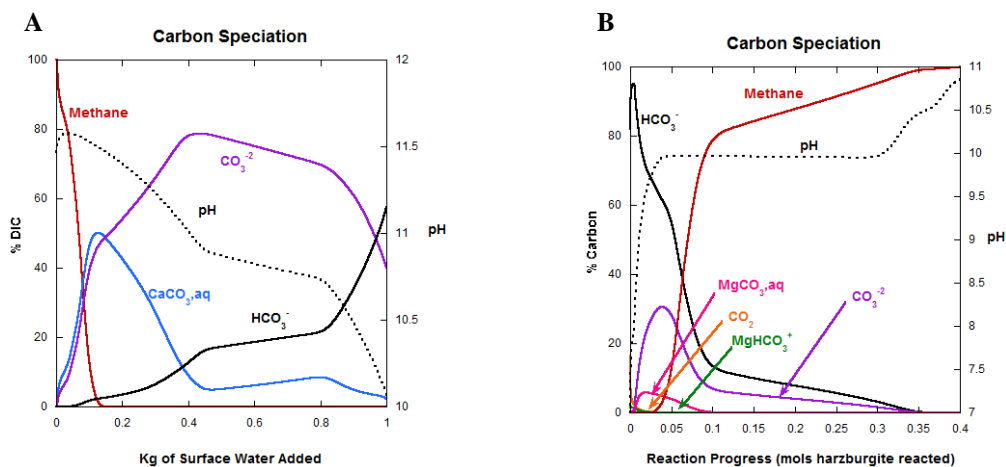 A
Carbon Speciation
100
80
60
40
20
0
% DIC
12
11.5
11
10.5
10
pH
Methane
CO₃⁻²
pH
CaCO₃,aq
HCO₃⁻
0 0.2 0.4 0.6 0.8 1
Kg of Surface Water Added
B
Carbon Speciation
100
80
60
40
20
0
% Carbon
11
10.5
10
9.5
9
8.5
8
7.5
7
pH
HCO₃⁻
Methane
pH
MgCO₃,aq
CO₂
MgHCO₃⁺
CO₃⁻²
0 0.05 0.1 0.15 0.2 0.25 0.3 0.35 0.4
Reaction Progress (mols harzburgite reacted)